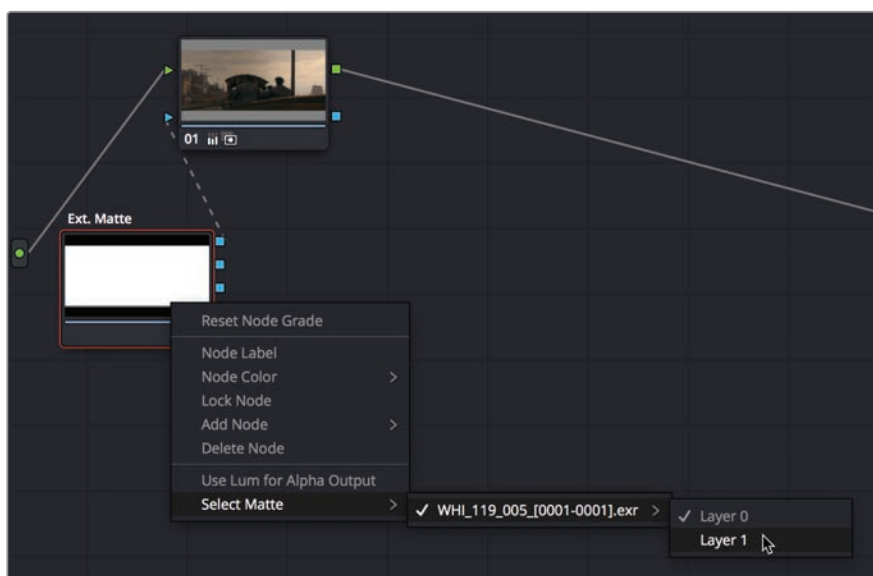 01
Ext. Matte
Reset Node Grade
Node Label
Node Color
Lock Node
Add Node
Delete Node
Use Lum for Alpha Output
Select Matte
WHI_119_005_[0001-0001].exr
Layer 0
Layer 1